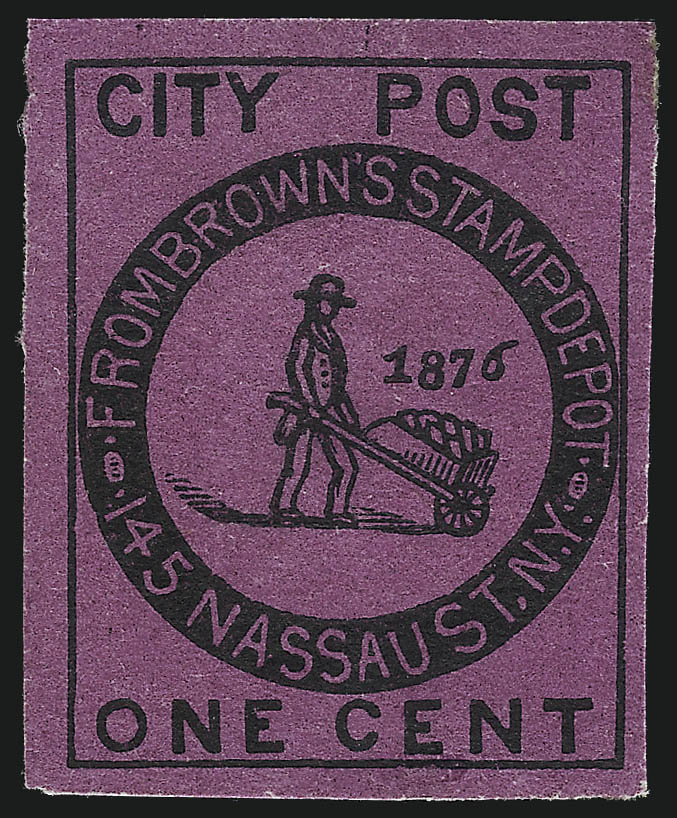 CITY POST
FROM BROWN'S STAMP DEPOT
1876
145 NASSAU ST. N.Y.
ONE CENT